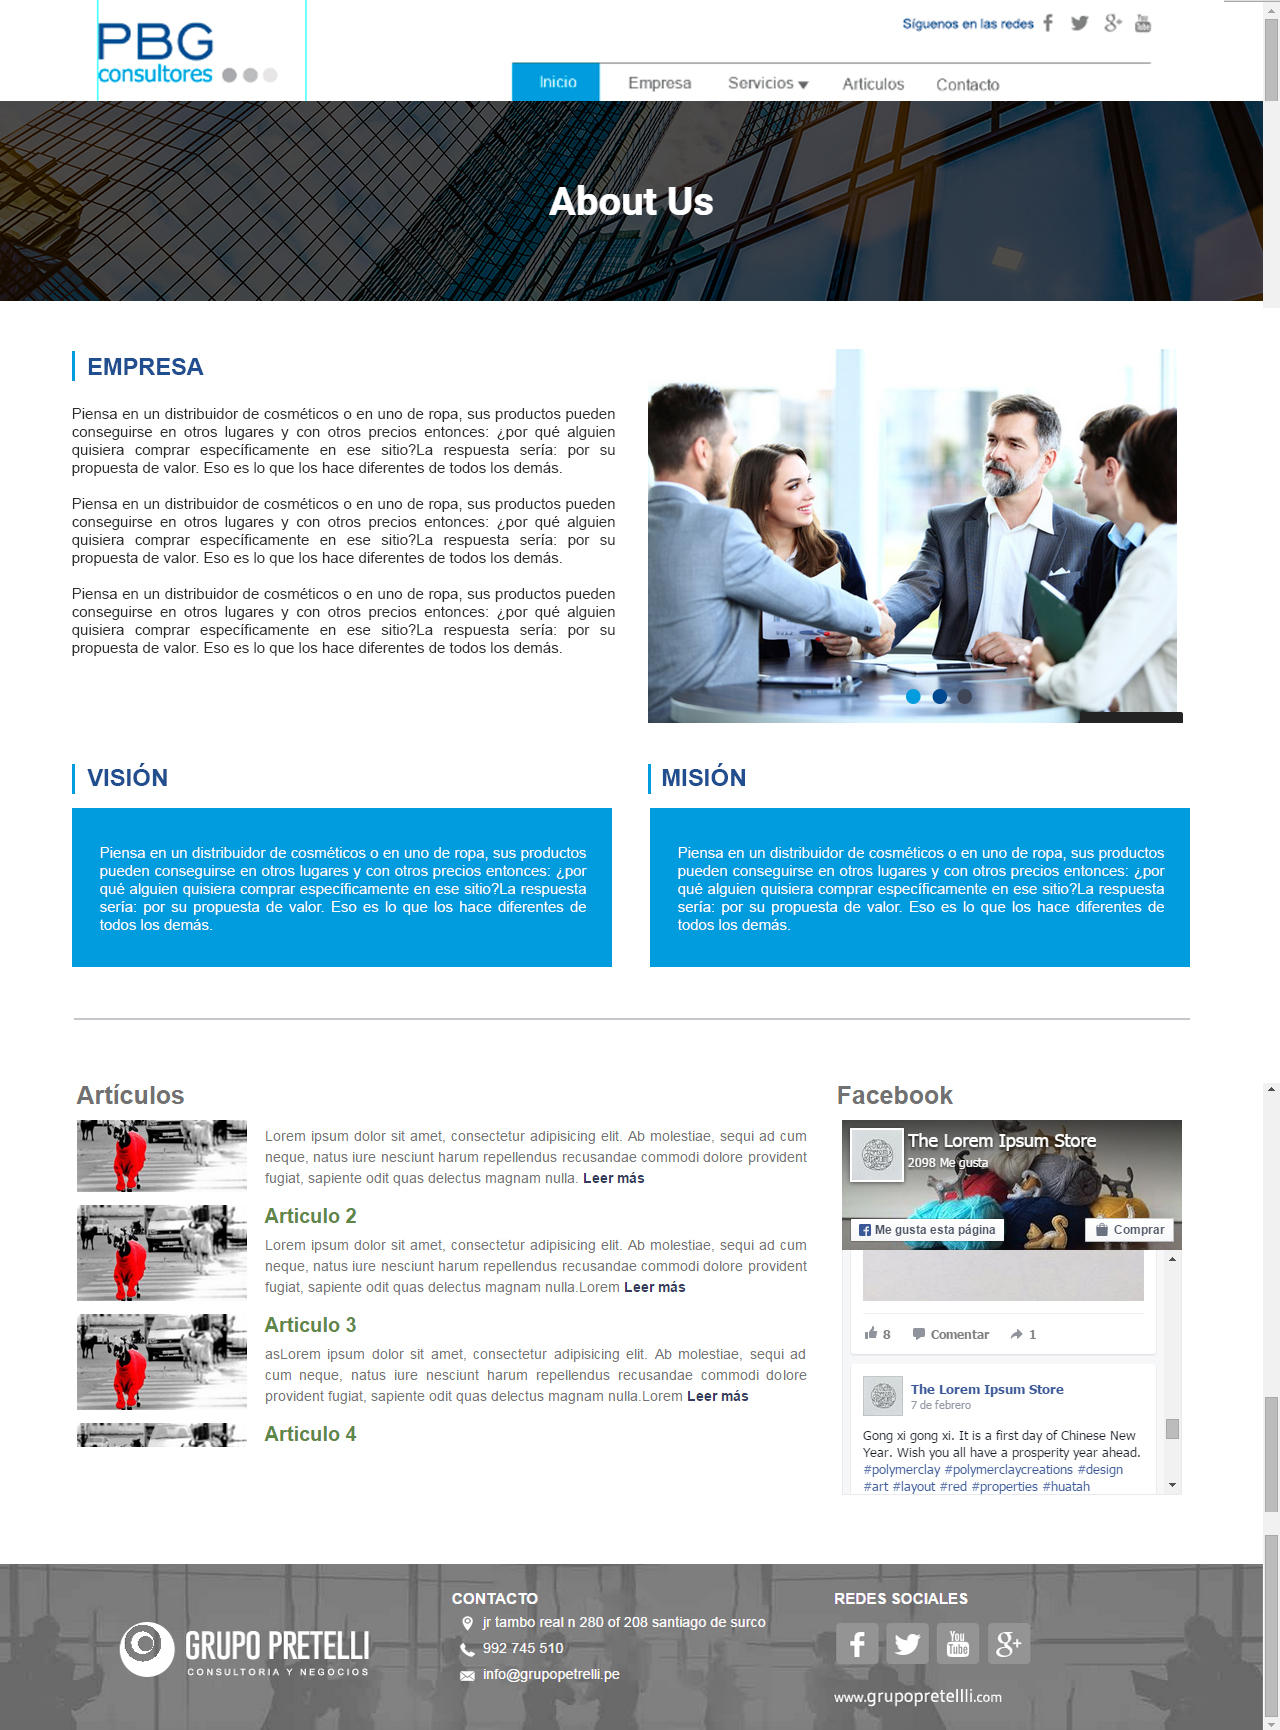 PBG
consultores
Síguenos en las redes
Inicio
Empresa
Servicios
Artículos
Contacto
About Us
EMPRESA
Piensa en un distribuidor de cosméticos o en uno de ropa, sus productos pueden
conseguirse en otros lugares y con otros precios entonces: ¿por qué alguien
quisiera comprar específicamente en ese sitio?La respuesta sería: por su
propuesta de valor. Eso es lo que los hace diferentes de todos los demás.
Piensa en un distribuidor de cosméticos o en uno de ropa, sus productos pueden
conseguirse en otros lugares y con otros precios entonces: ¿por qué alguien
quisiera comprar específicamente en ese sitio?La respuesta sería: por su
propuesta de valor. Eso es lo que los hace diferentes de todos los demás.
Piensa en un distribuidor de cosméticos o en uno de ropa, sus productos pueden
conseguirse en otros lugares y con otros precios entonces: ¿por qué alguien
quisiera comprar específicamente en ese sitio?La respuesta sería: por su
propuesta de valor. Eso es lo que los hace diferentes de todos los demás.
VISIÓN
Piensa en un distribuidor de cosméticos o en uno de ropa, sus productos
pueden conseguirse en otros lugares y con otros precios entonces: ¿por
qué alguien quisiera comprar específicamente en ese sitio?La respuesta
sería: por su propuesta de valor. Eso es lo que los hace diferentes de
todos los demás.
MISIÓN
Piensa en un distribuidor de cosméticos o en uno de ropa, sus productos
pueden conseguirse en otros lugares y con otros precios entonces: ¿por
qué alguien quisiera comprar específicamente en ese sitio?La respuesta
sería: por su propuesta de valor. Eso es lo que los hace diferentes de
todos los demás.
Artículos
Lorem ipsum dolor sit amet, consectetur adipisicing elit. Ab molestiae, sequi ad cum
neque, natus iure nesciunt harum repellendus recusandae commodi dolore provident
fugiat, sapiente odit quas delectus magnam nulla. Leer más
Articulo 2
Lorem ipsum dolor sit amet, consectetur adipisicing elit. Ab molestiae, sequi ad cum
neque, natus iure nesciunt harum repellendus recusandae commodi dolore provident
fugiat, sapiente odit quas delectus magnam nulla.Lorem Leer más
Articulo 3
asLorem ipsum dolor sit amet, consectetur adipisicing elit. Ab molestiae, sequi ad
cum neque, natus iure nesciunt harum repellendus recusandae commodi dolore
provident fugiat, sapiente odit quas delectus magnam nulla.Lorem Leer más
Articulo 4
Facebook
The Lorem Ipsum Store
2098 Me gusta
Me gusta esta página
Comprar
8
Comentar
1
The Lorem Ipsum Store
7 de febrero
Gong xi gong xi. It is a first day of Chinese New
Year. Wish you all have a prosperity year ahead.
#polymerclay #polymerclaycreations #design
#art #layout #red #properties #huatah
GRUPO PRETELLI
CONSULTORIA Y NEGOCIOS
CONTACTO
jr tambo real n 280 of 208 santiago de surco
992 745 510
info@grupopetrelli.pe
REDES SOCIALES
You
Tube
www.grupopretellli.com